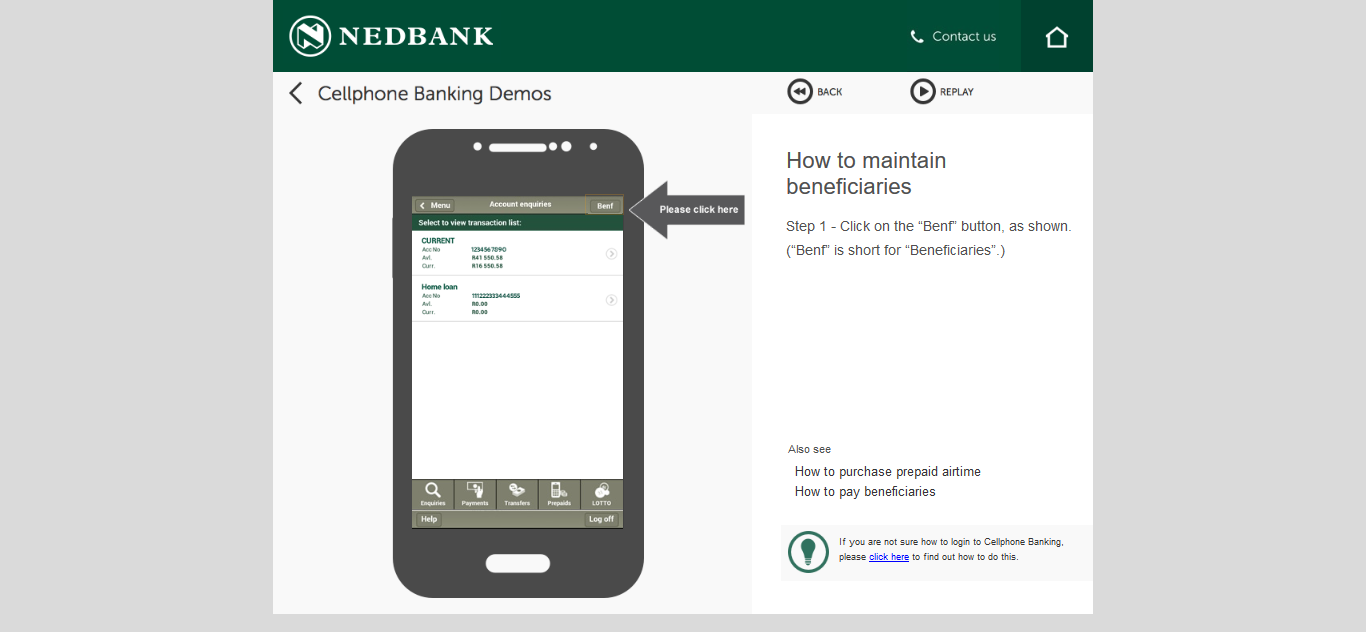 NEDBANK
Contact us
Cellphone Banking Demos
BACK
REPLAY
Menu
Account enquiries
Benf
Please click here
Select to view transaction list:
CURRENT
Acc No 1234567890
Avl. R41 550.58
Curr. R16 550.58
Home loan
Acc No 111222333444555
Avl. R0.00
Curr. R0.00
Enquiries
Payments
Transfers
Prepaids
LOTTO
Help
Log off
How to maintain
beneficiaries
Step 1 - Click on the “Benf” button, as shown.
(“Benf” is short for “Beneficiaries”.)
Also see
How to purchase prepaid airtime
How to pay beneficiaries
If you are not sure how to login to Cellphone Banking,
please click here to find out how to do this.